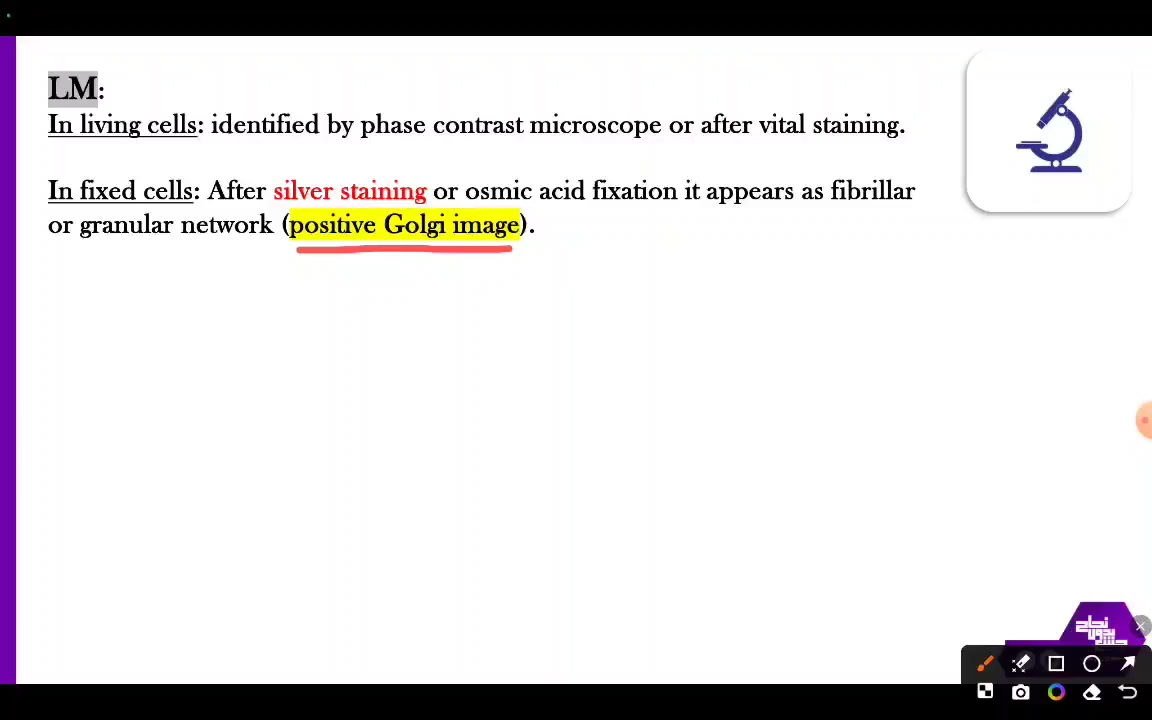 LM:
In living cells: identified by phase contrast microscope or after vital staining.
In fixed cells: After silver staining or osmic acid fixation it appears as fibrillar
or granular network (positive Golgi image).